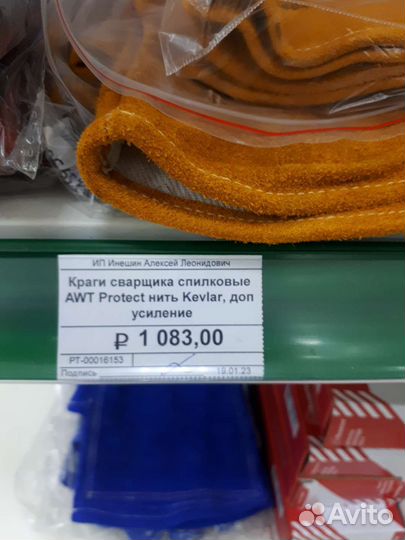 ИП Инешин Алексей Леонидович
Краги сварщика спилковые
AWT Protect нить Kevlar, доп
усиление
₽ 1 083,00
РТ-00016153
Подпись 19.01.23
Avito